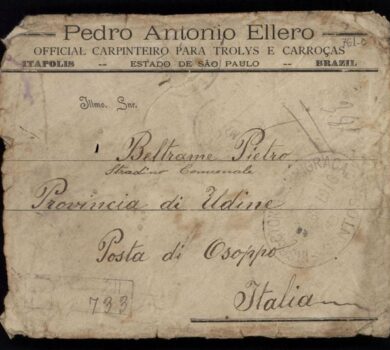 Pedro Antonio Ellero
OFFICIAL CARPINTEIRO PARA TROLYS E CARROÇAS
ITAPOLIS -- ESTADO DE SÃO PAULO -- BRAZIL
Illmo. Snr.
Beltrame Pietro
Stradino Comunale
Provincia di Udine
Posta di Osoppo
Italia
733